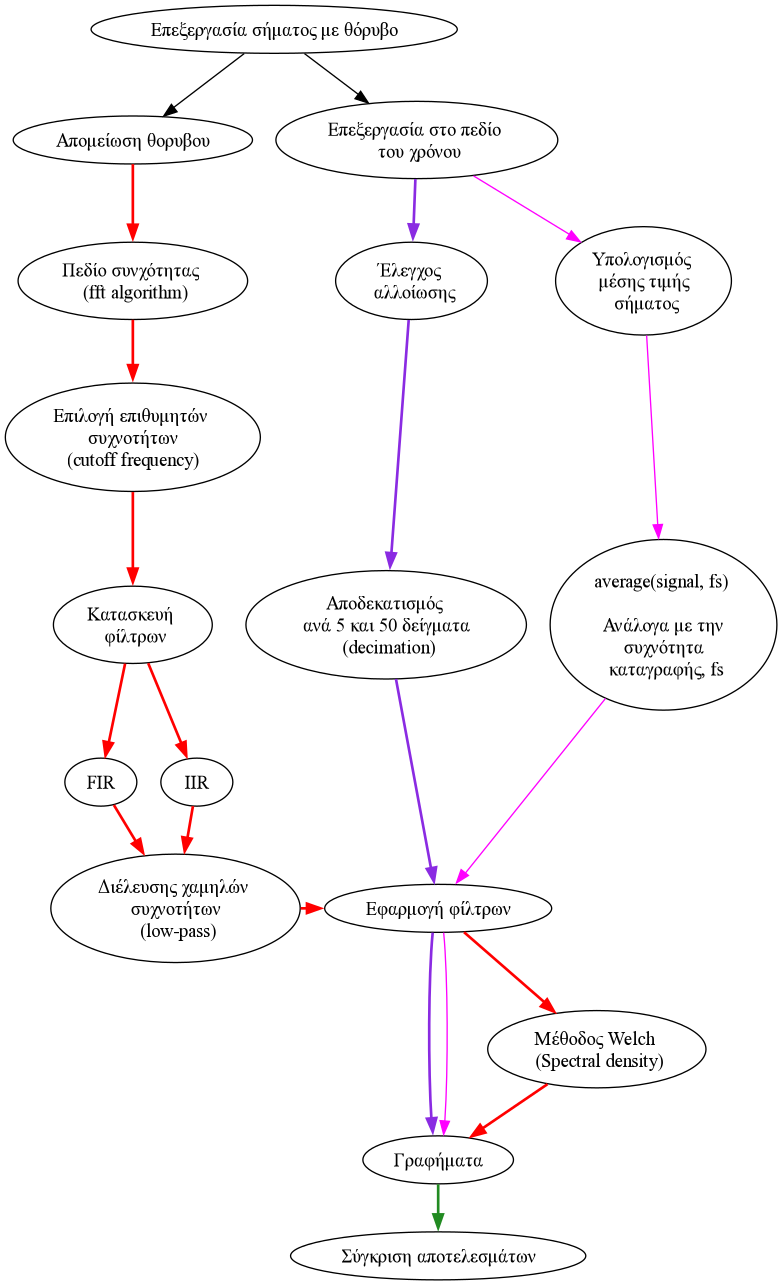 Επεξεργασία σήματος με θόρυβο
Απομείωση θορυβου
Επεξεργασία στο πεδίο
του χρόνου
Πεδίο συνχότητας
(fft algorithm)
Έλεγχος
αλλοίωσης
Υπολογισμός
μέσης τιμής
σήματος
Επιλογή επιθυμητών
συχνοτήτων
(cutoff frequency)
Κατασκευή
φίλτρων
Αποδεκατισμός
ανά 5 και 50 δείγματα
(decimation)
average(signal, fs)
Ανάλογα με την
συχνότητα
καταγραφής, fs
FIR
IIR
Διέλευσης χαμηλών
συχνοτήτων
(low-pass)
Εφαρμογή φίλτρων
Μέθοδος Welch
(Spectral density)
Γραφήματα
Σύγκριση αποτελεσμάτων